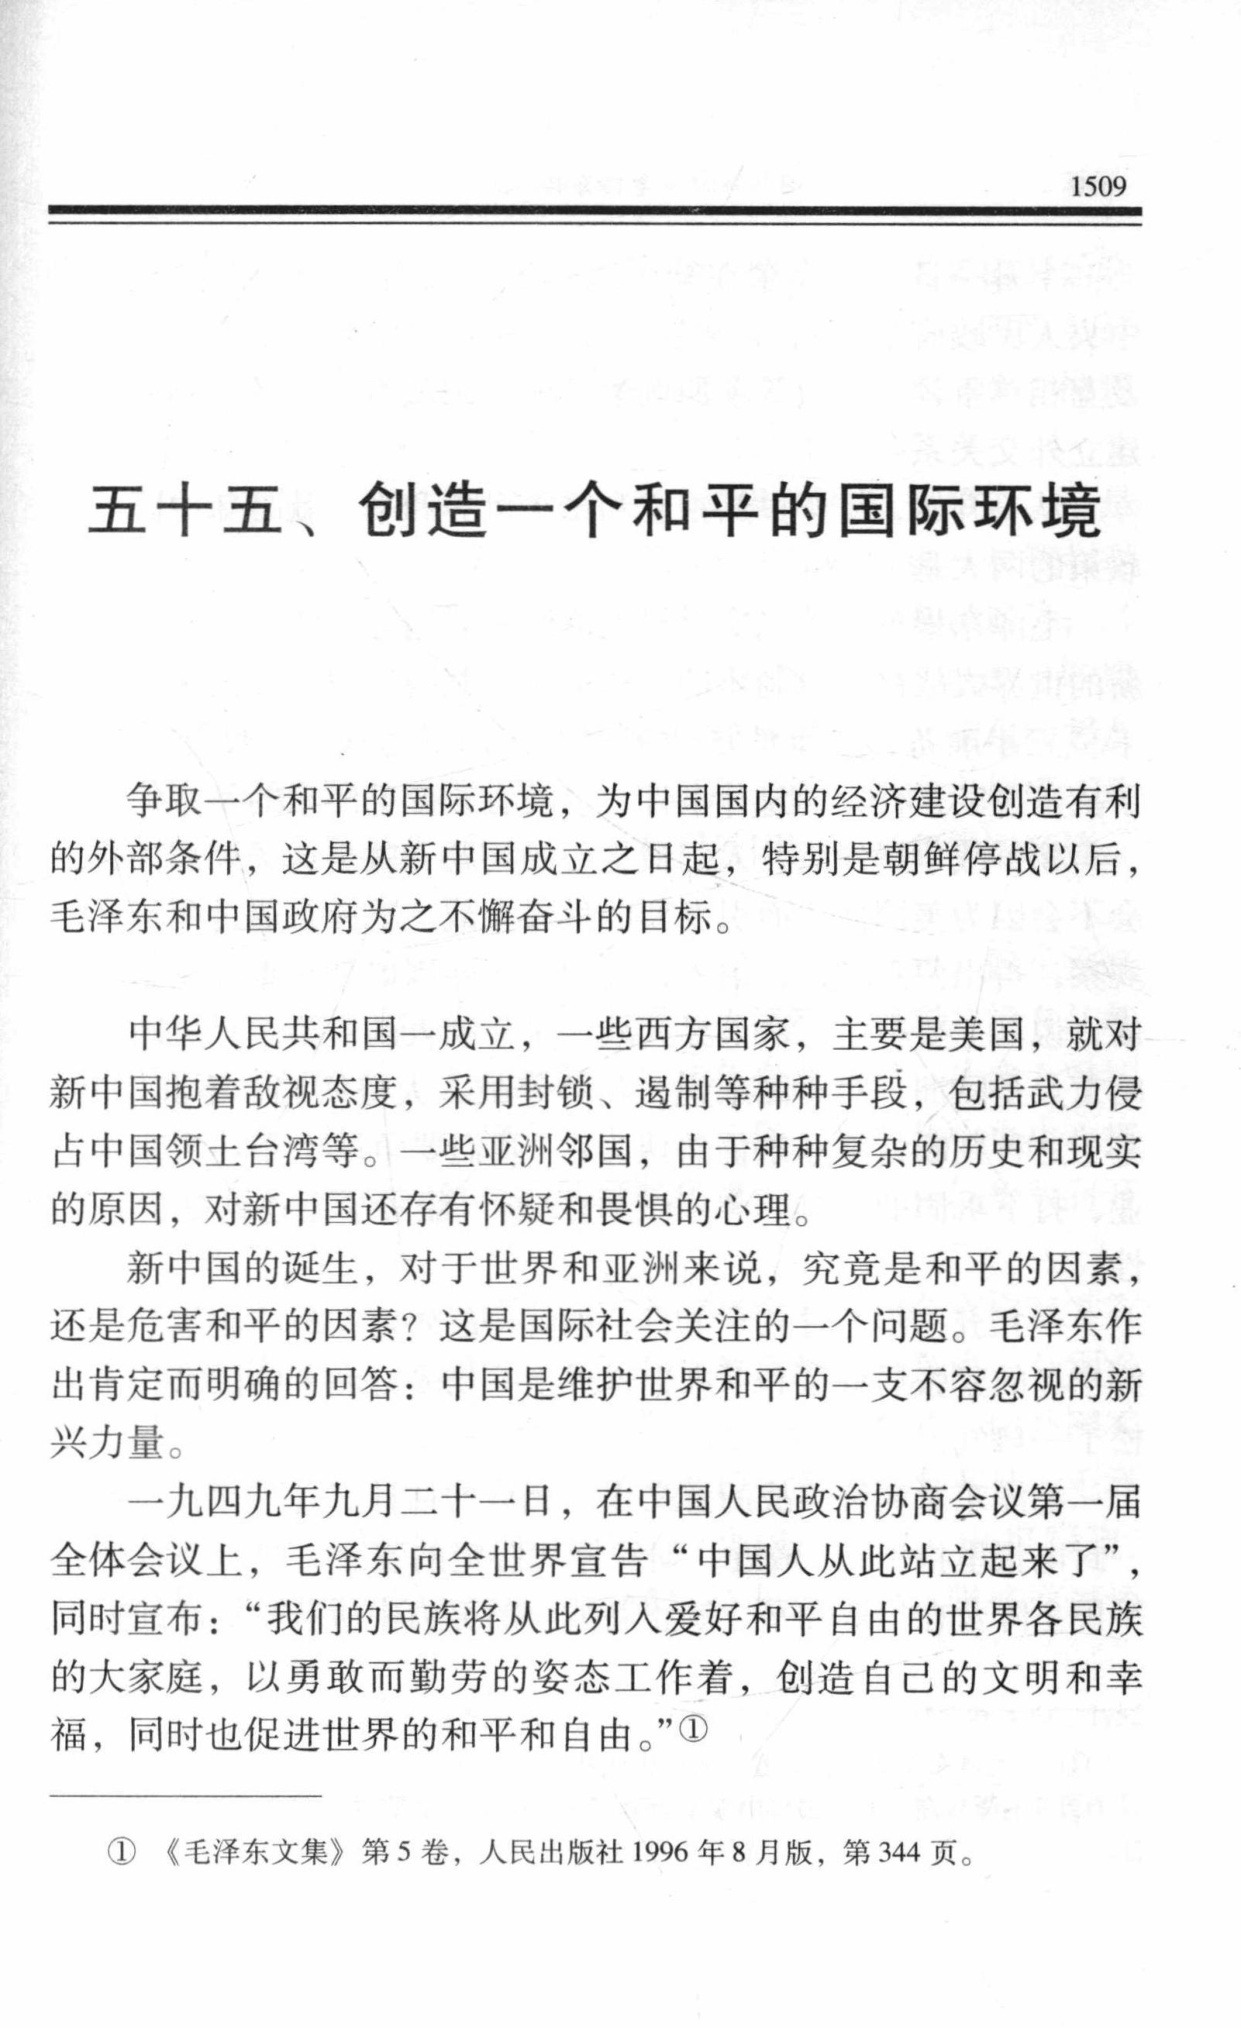 1509
五十五、创造一个和平的国际环境
争取一个和平的国际环境，为中国国内的经济建设创造有利
的外部条件，这是从新中国成立之日起，特别是朝鲜停战以后，
毛泽东和中国政府为之不懈奋斗的目标。
中华人民共和国一成立，一些西方国家，主要是美国，就对
新中国抱着敌视态度，采用封锁、遏制等种种手段，包括武力侵
占中国领土台湾等。一些亚洲邻国，由于种种复杂的历史和现实
的原因，对新中国还存有怀疑和畏惧的心理。
新中国的诞生，对于世界和亚洲来说，究竟是和平的因素，
还是危害和平的因素？这是国际社会关注的一个问题。毛泽东作
出肯定而明确的回答：中国是维护世界和平的一支不容忽视的新
兴力量。
一九四九年九月二十一日，在中国人民政治协商会议第一届
全体会议上，毛泽东向全世界宣告“中国人从此站立起来了”，
同时宣布：“我们的民族将从此列入爱好和平自由的世界各民族
的大家庭，以勇敢而勤劳的姿态工作着，创造自己的文明和幸
福，同时也促进世界的和平和自由。”①
① 《毛泽东文集》第 5 卷，人民出版社 1996 年 8 月版，第 344 页。